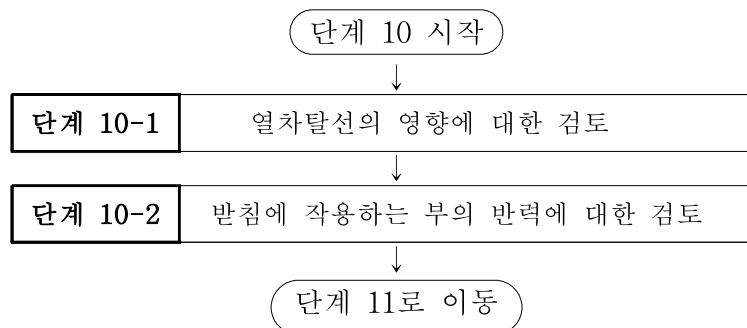 단계 10 시작
단계 10-1 열차탈선의 영향에 대한 검토
단계 10-2 받침에 작용하는 부의 반력에 대한 검토
단계 11로 이동